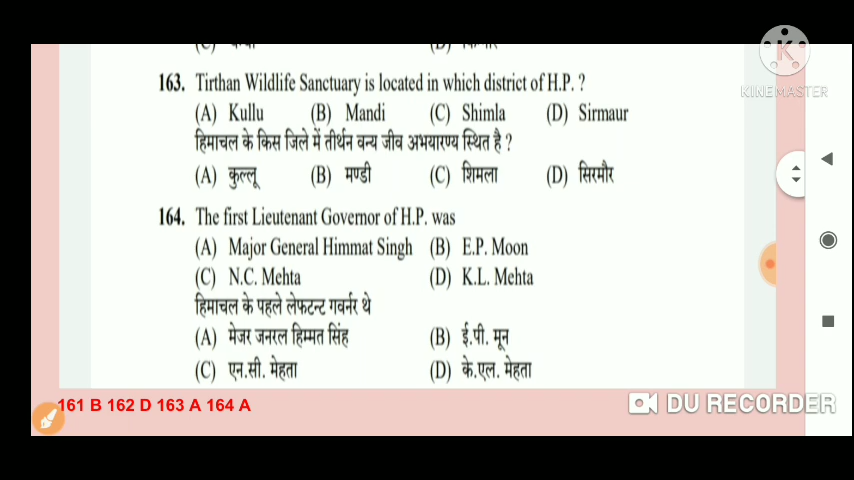 163. Tirthan Wildlife Sanctuary is located in which district of H.P. ?
(A) Kullu (B) Mandi (C) Shimla (D) Sirmaur
हिमाचल के किस जिले में तीर्थन वन्य जीव अभयारण्य स्थित है ?
(A) कुल्लू (B) मण्डी (C) शिमला (D) सिरमौर
164. The first Lieutenant Governor of H.P. was
(A) Major General Himmat Singh (B) E.P. Moon
(C) N.C. Mehta (D) K.L. Mehta
हिमाचल के पहले लेफटन्ट गवर्नर थे
(A) मेजर जनरल हिम्मत सिंह (B) ई.पी. मून
(C) एन.सी. मेहता (D) के.एल. मेहता
161 B 162 D 163 A 164 A
K
KINEMASTER
DU RECORDER